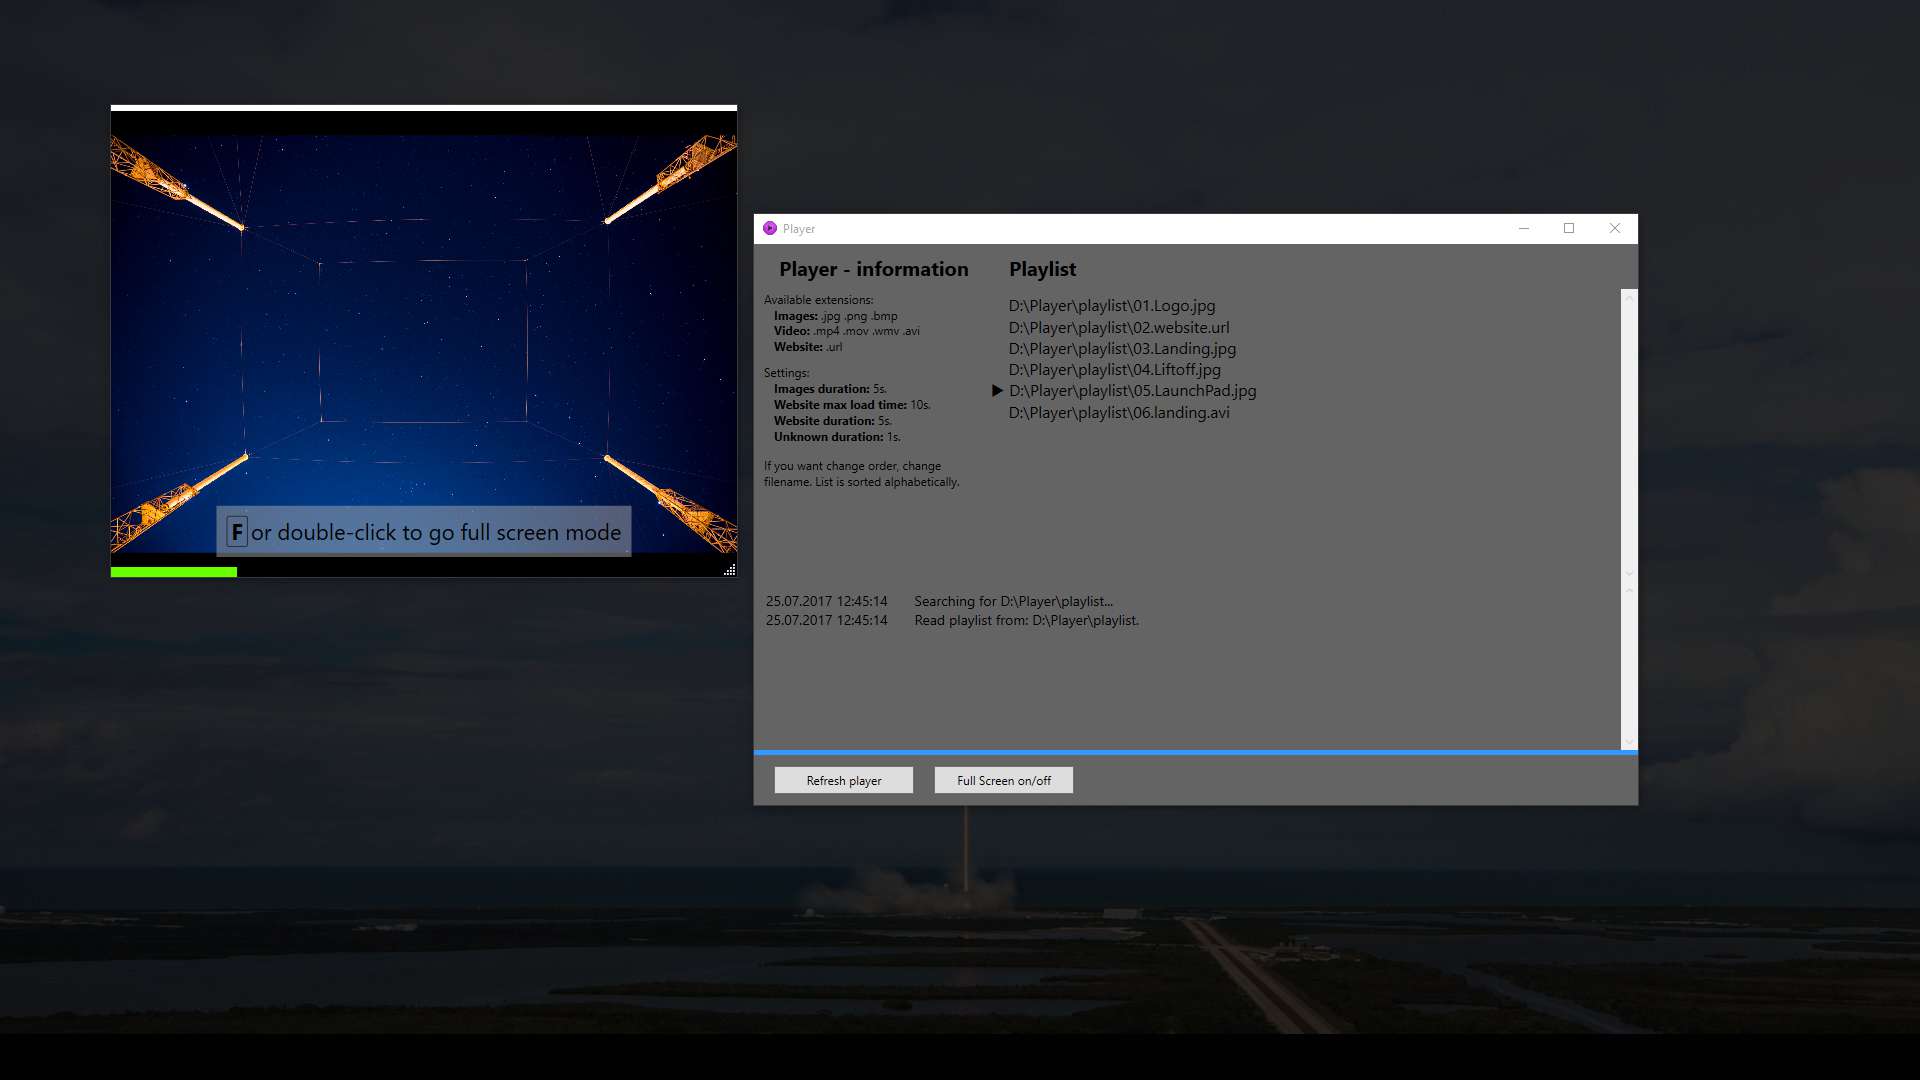 F or double-click to go full screen mode
Player
Player - information
Available extensions:
Images: .jpg .png .bmp
Video: .mp4 .mov .wmv .avi
Website: .url
Settings:
Images duration: 5s.
Website max load time: 10s.
Website duration: 5s.
Unknown duration: 1s.
If you want change order, change
filename. List is sorted alphabetically.
Playlist
D:\Player\playlist\01.Logo.jpg
D:\Player\playlist\02.website.url
D:\Player\playlist\03.Landing.jpg
D:\Player\playlist\04.Liftoff.jpg
D:\Player\playlist\05.LaunchPad.jpg
D:\Player\playlist\06.landing.avi
25.07.2017 12:45:14 Searching for D:\Player\playlist...
25.07.2017 12:45:14 Read playlist from: D:\Player\playlist.
Refresh player
Full Screen on/off